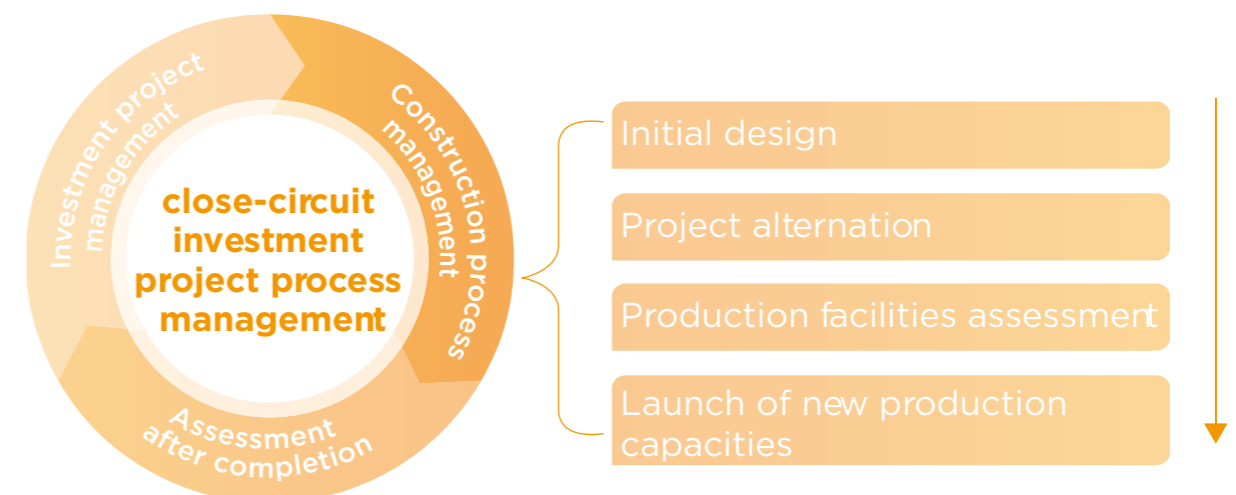 Investment project
management
Construction process
management
Assessment
after completion
close-circuit
investment
project process
management
Initial design
Project alternation
Production facilities assessment
Launch of new production
capacities